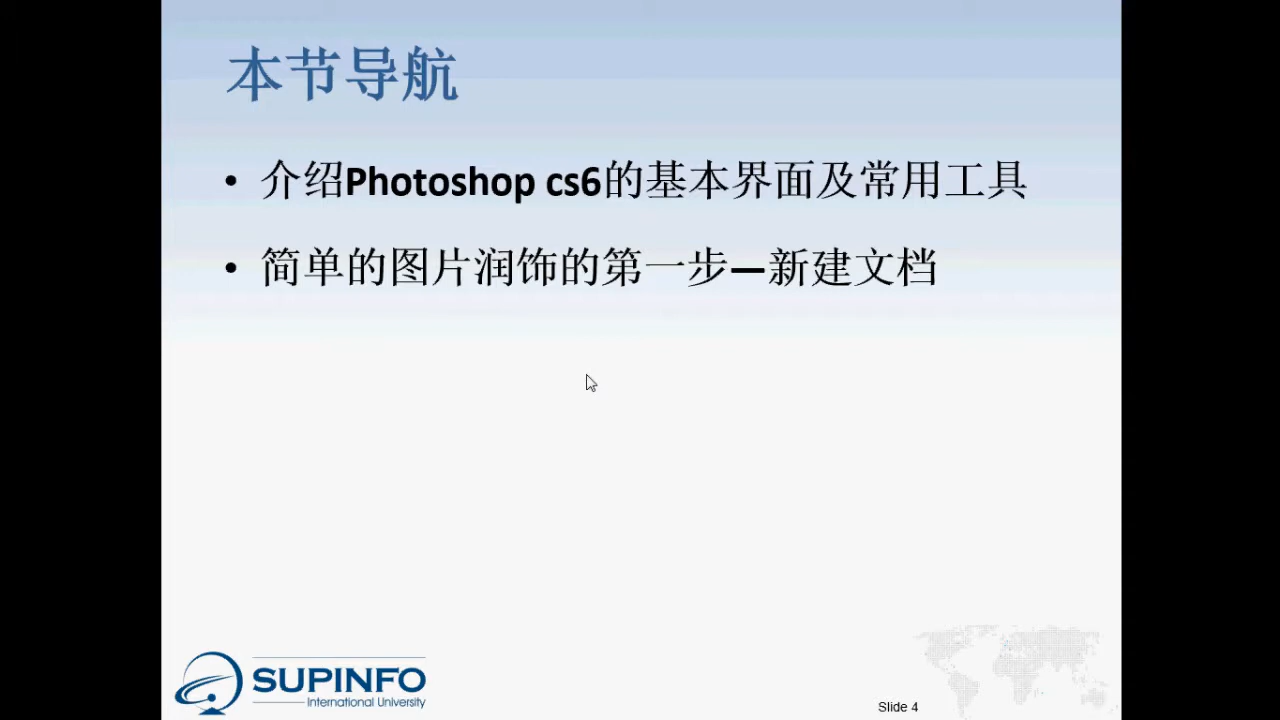 本节导航
• 介绍Photoshop cs6的基本界面及常用工具
• 简单的图片润饰的第一步—新建文档
SUPINFO
International University
Slide 4